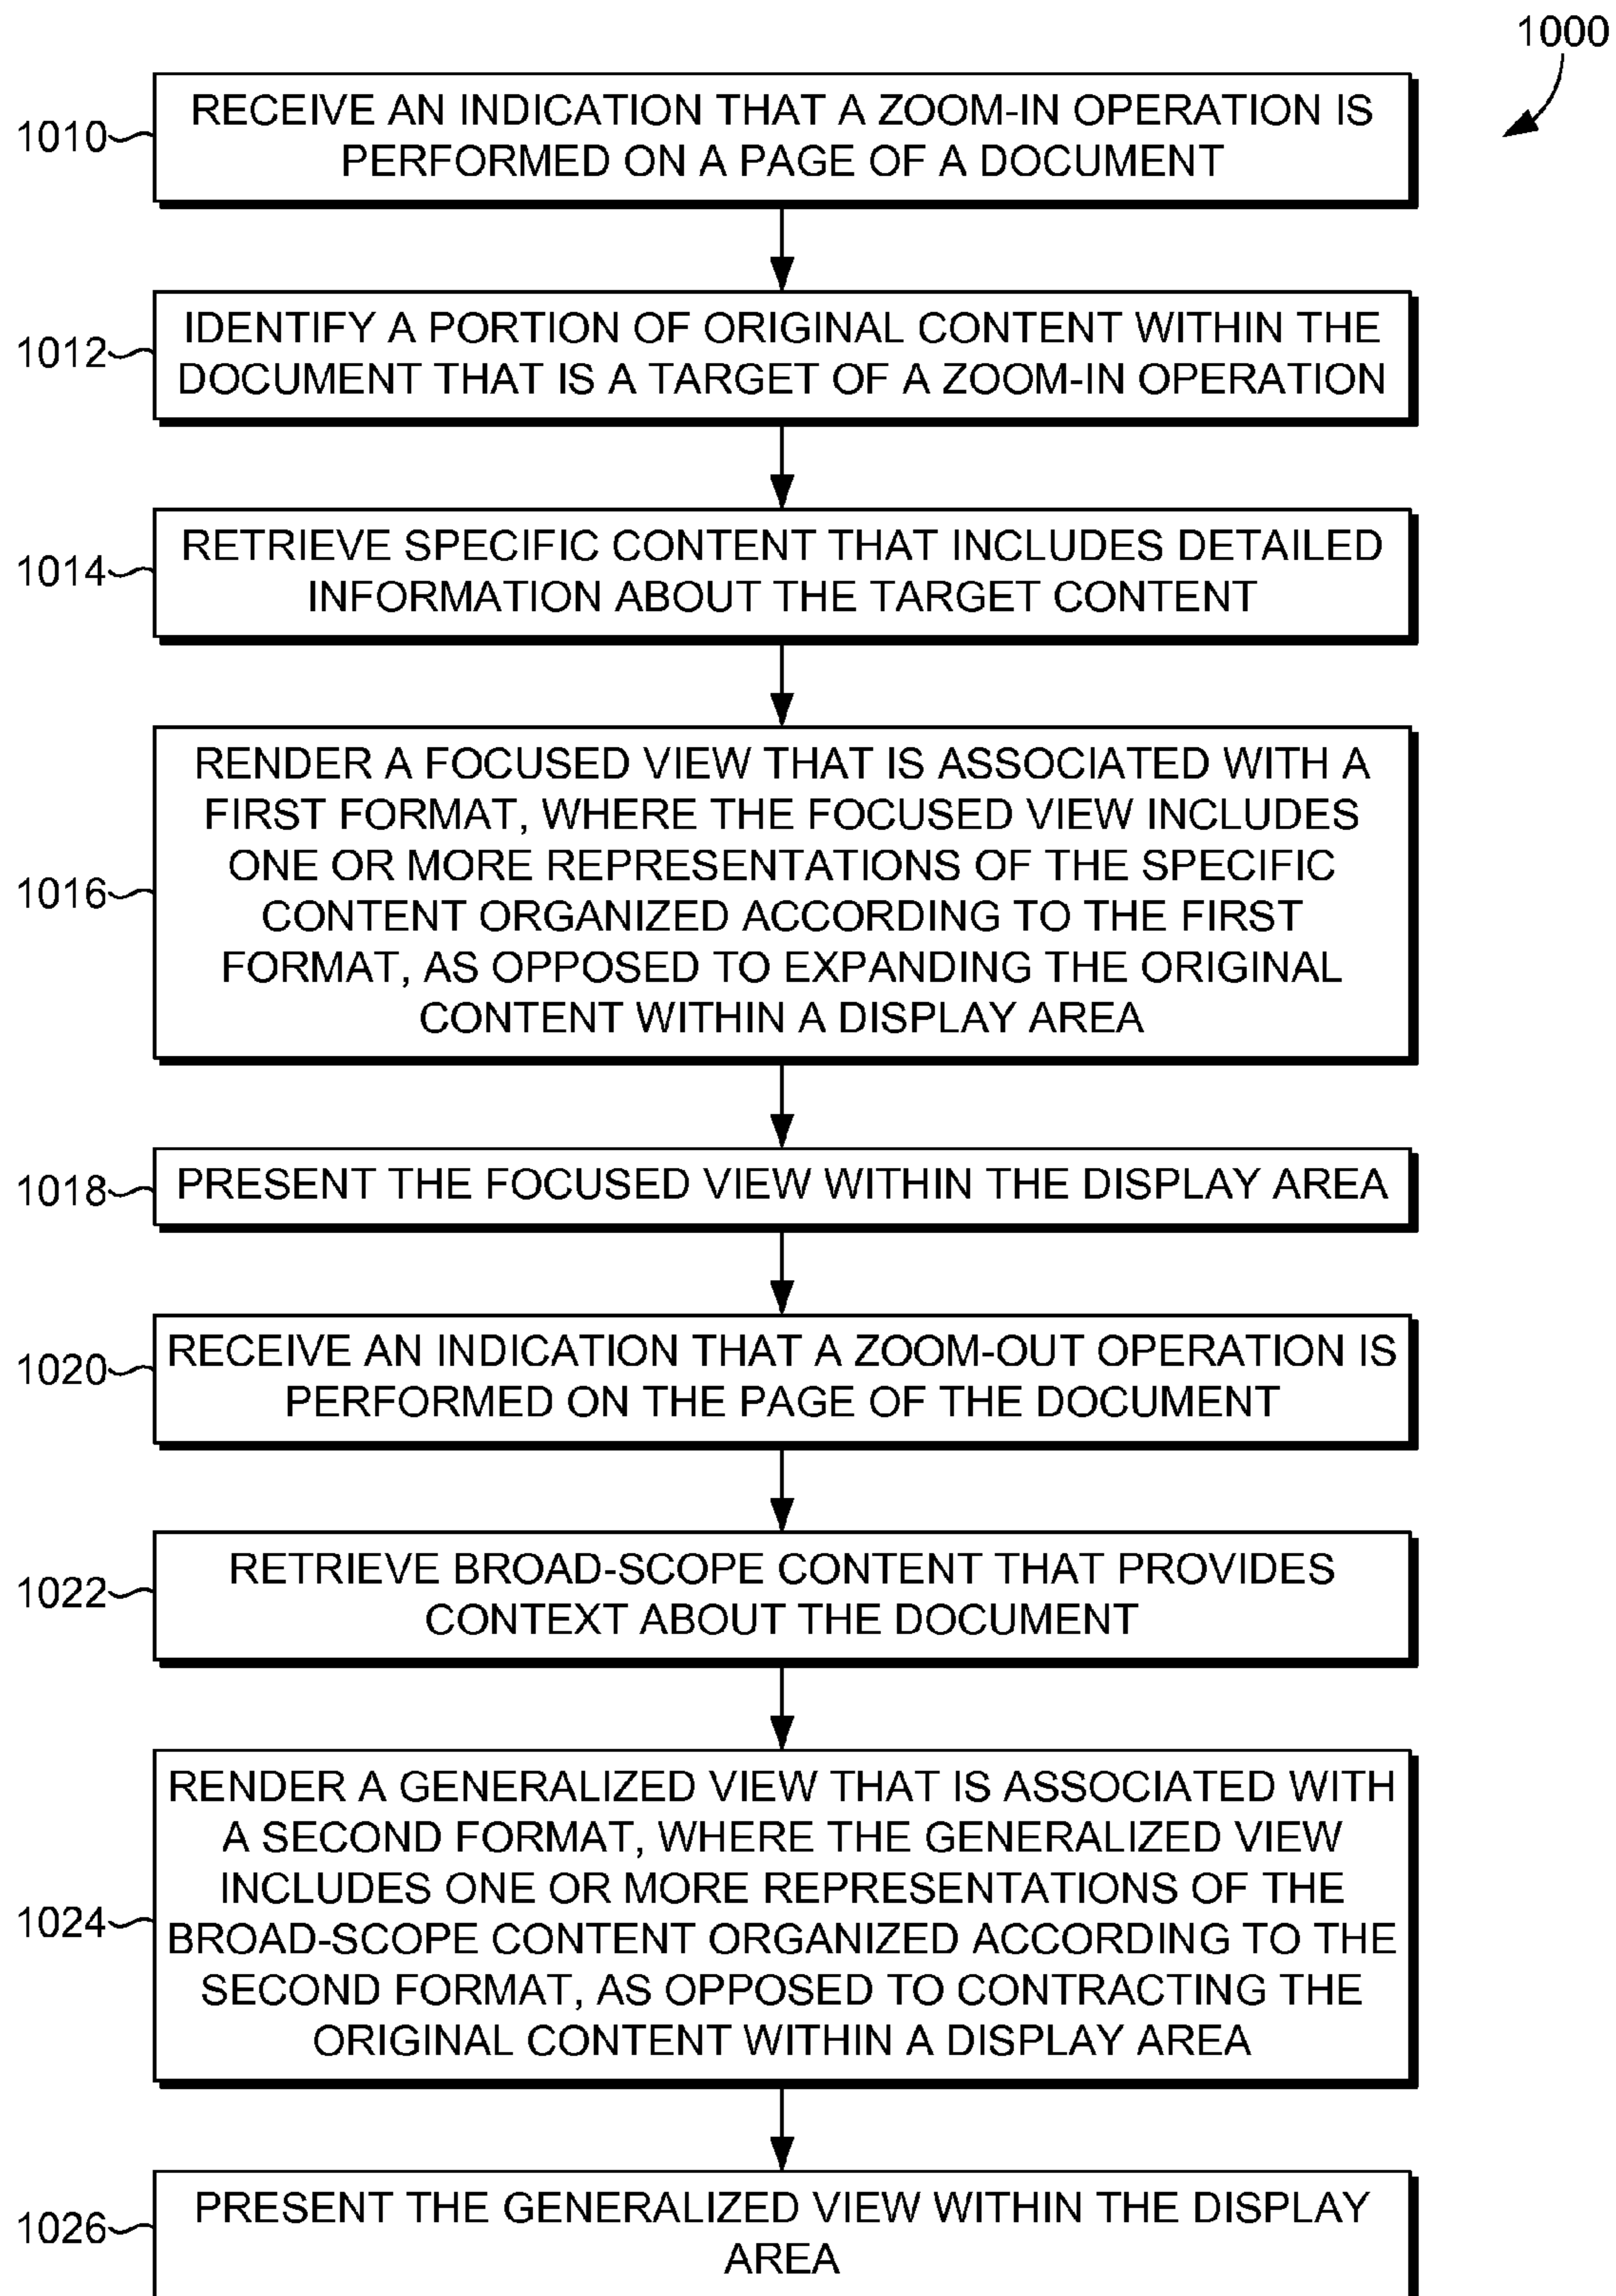 1000
1010
RECEIVE AN INDICATION THAT A ZOOM-IN OPERATION IS
PERFORMED ON A PAGE OF A DOCUMENT
1012
IDENTIFY A PORTION OF ORIGINAL CONTENT WITHIN THE
DOCUMENT THAT IS A TARGET OF A ZOOM-IN OPERATION
1014
RETRIEVE SPECIFIC CONTENT THAT INCLUDES DETAILED
INFORMATION ABOUT THE TARGET CONTENT
1016
RENDER A FOCUSED VIEW THAT IS ASSOCIATED WITH A
FIRST FORMAT, WHERE THE FOCUSED VIEW INCLUDES
ONE OR MORE REPRESENTATIONS OF THE SPECIFIC
CONTENT ORGANIZED ACCORDING TO THE FIRST
FORMAT, AS OPPOSED TO EXPANDING THE ORIGINAL
CONTENT WITHIN A DISPLAY AREA
1018
PRESENT THE FOCUSED VIEW WITHIN THE DISPLAY AREA
1020
RECEIVE AN INDICATION THAT A ZOOM-OUT OPERATION IS
PERFORMED ON THE PAGE OF THE DOCUMENT
1022
RETRIEVE BROAD-SCOPE CONTENT THAT PROVIDES
CONTEXT ABOUT THE DOCUMENT
1024
RENDER A GENERALIZED VIEW THAT IS ASSOCIATED WITH
A SECOND FORMAT, WHERE THE GENERALIZED VIEW
INCLUDES ONE OR MORE REPRESENTATIONS OF THE
BROAD-SCOPE CONTENT ORGANIZED ACCORDING TO THE
SECOND FORMAT, AS OPPOSED TO CONTRACTING THE
ORIGINAL CONTENT WITHIN A DISPLAY AREA
1026
PRESENT THE GENERALIZED VIEW WITHIN THE DISPLAY
AREA